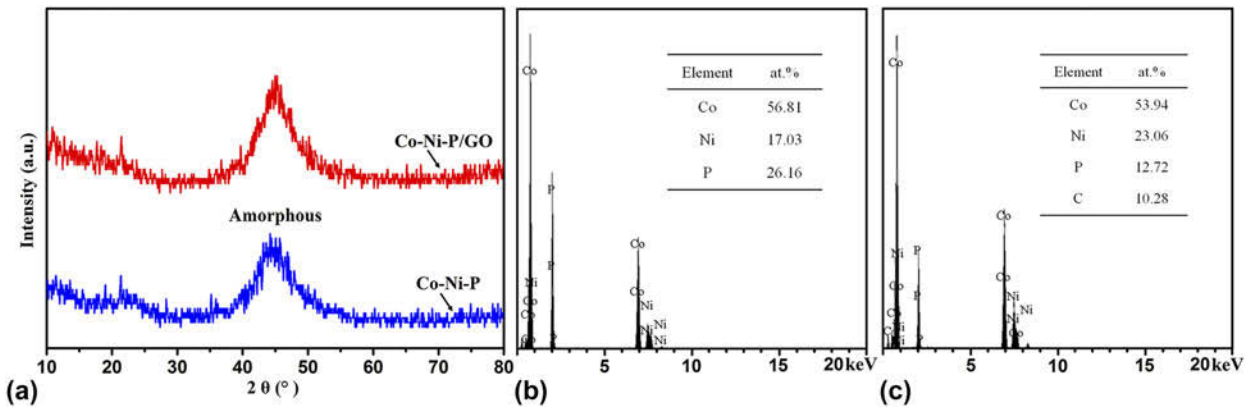 Intensity (a.u.)
Co-Ni-P/GO
Amorphous
Co-Ni-P
10 20 30 40 50 60 70 80
2 θ (° )
(a)
Element at.%
Co 56.81
Ni 17.03
P 26.16
Co
P
P
Ni
Co
Co
Co
P
Co
Co
Ni
Ni
Ni
5 10 15 20keV
(b)
Element at.%
Co 53.94
Ni 23.06
P 12.72
C 10.28
Co
Ni
Co
P
P
P
Co
Co
Ni
Ni
Ni
Co
C
5 10 15 20keV
(c)